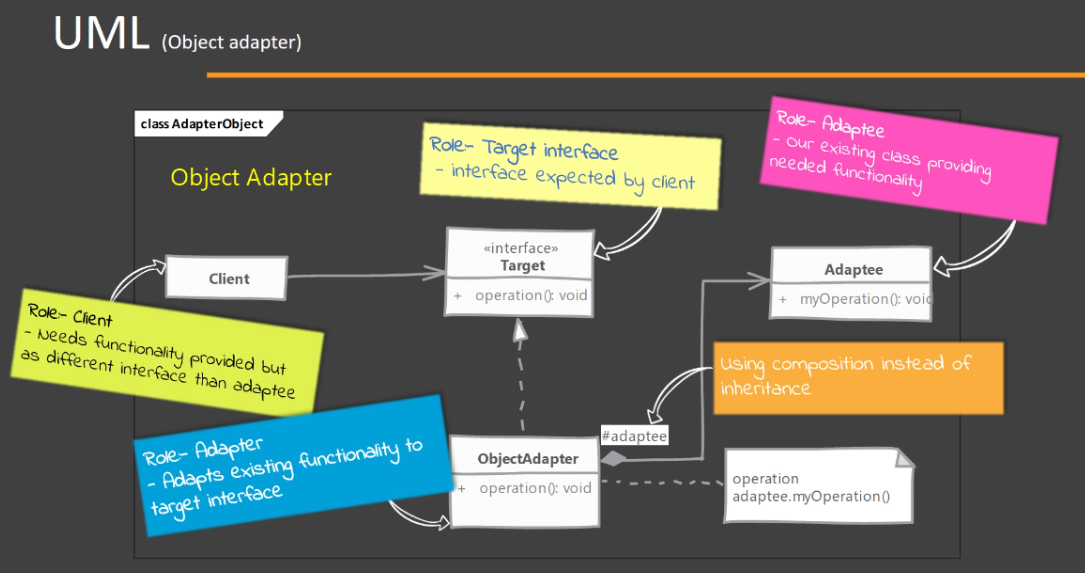 UML (Object adapter)
class AdapterObject
Object Adapter
Role:- Target interface
- interface expected by client
Role:- Adaptee
- Our existing class providing
needed functionality
«interface»
Target
+ operation(): void
Client
Adaptee
+ myOperation(): void
Role:- Client
- Needs functionality provided but
as different interface than adaptee
Using composition instead of
inheritance
Role:- Adapter
- Adapts existing functionality to
target interface
#adaptee
ObjectAdapter
+ operation(): void
operation
adaptee.myOperation()